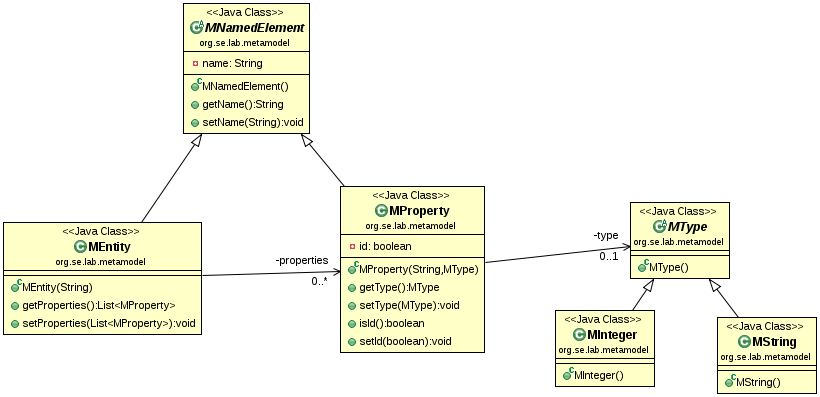 <<Java Class>>
MNamedElement
org.se.lab.metamodel
name: String
MNamedElement()
getName():String
setName(String):void
<<Java Class>>
MEntity
org.se.lab.metamodel
MEntity(String)
getProperties():List<MProperty>
setProperties(List<MProperty>):void
-properties
0..*
<<Java Class>>
MProperty
org.se.lab.metamodel
id: boolean
MProperty(String,MType)
getType():MType
setType(MType):void
isId():boolean
setId(boolean):void
-type
0..1
<<Java Class>>
MType
org.se.lab.metamodel
MType()
<<Java Class>>
MInteger
org.se.lab.metamodel
MInteger()
<<Java Class>>
MString
org.se.lab.metamodel
MString()